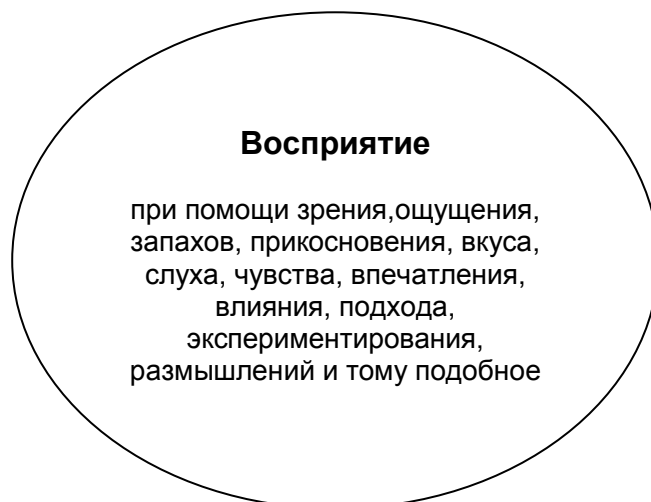 Восприятие
при помощи зрения,ощущения,
запахов, прикосновения, вкуса,
слуха, чувства, впечатления,
влияния, подхода,
экспериментирования,
размышлений и тому подобное